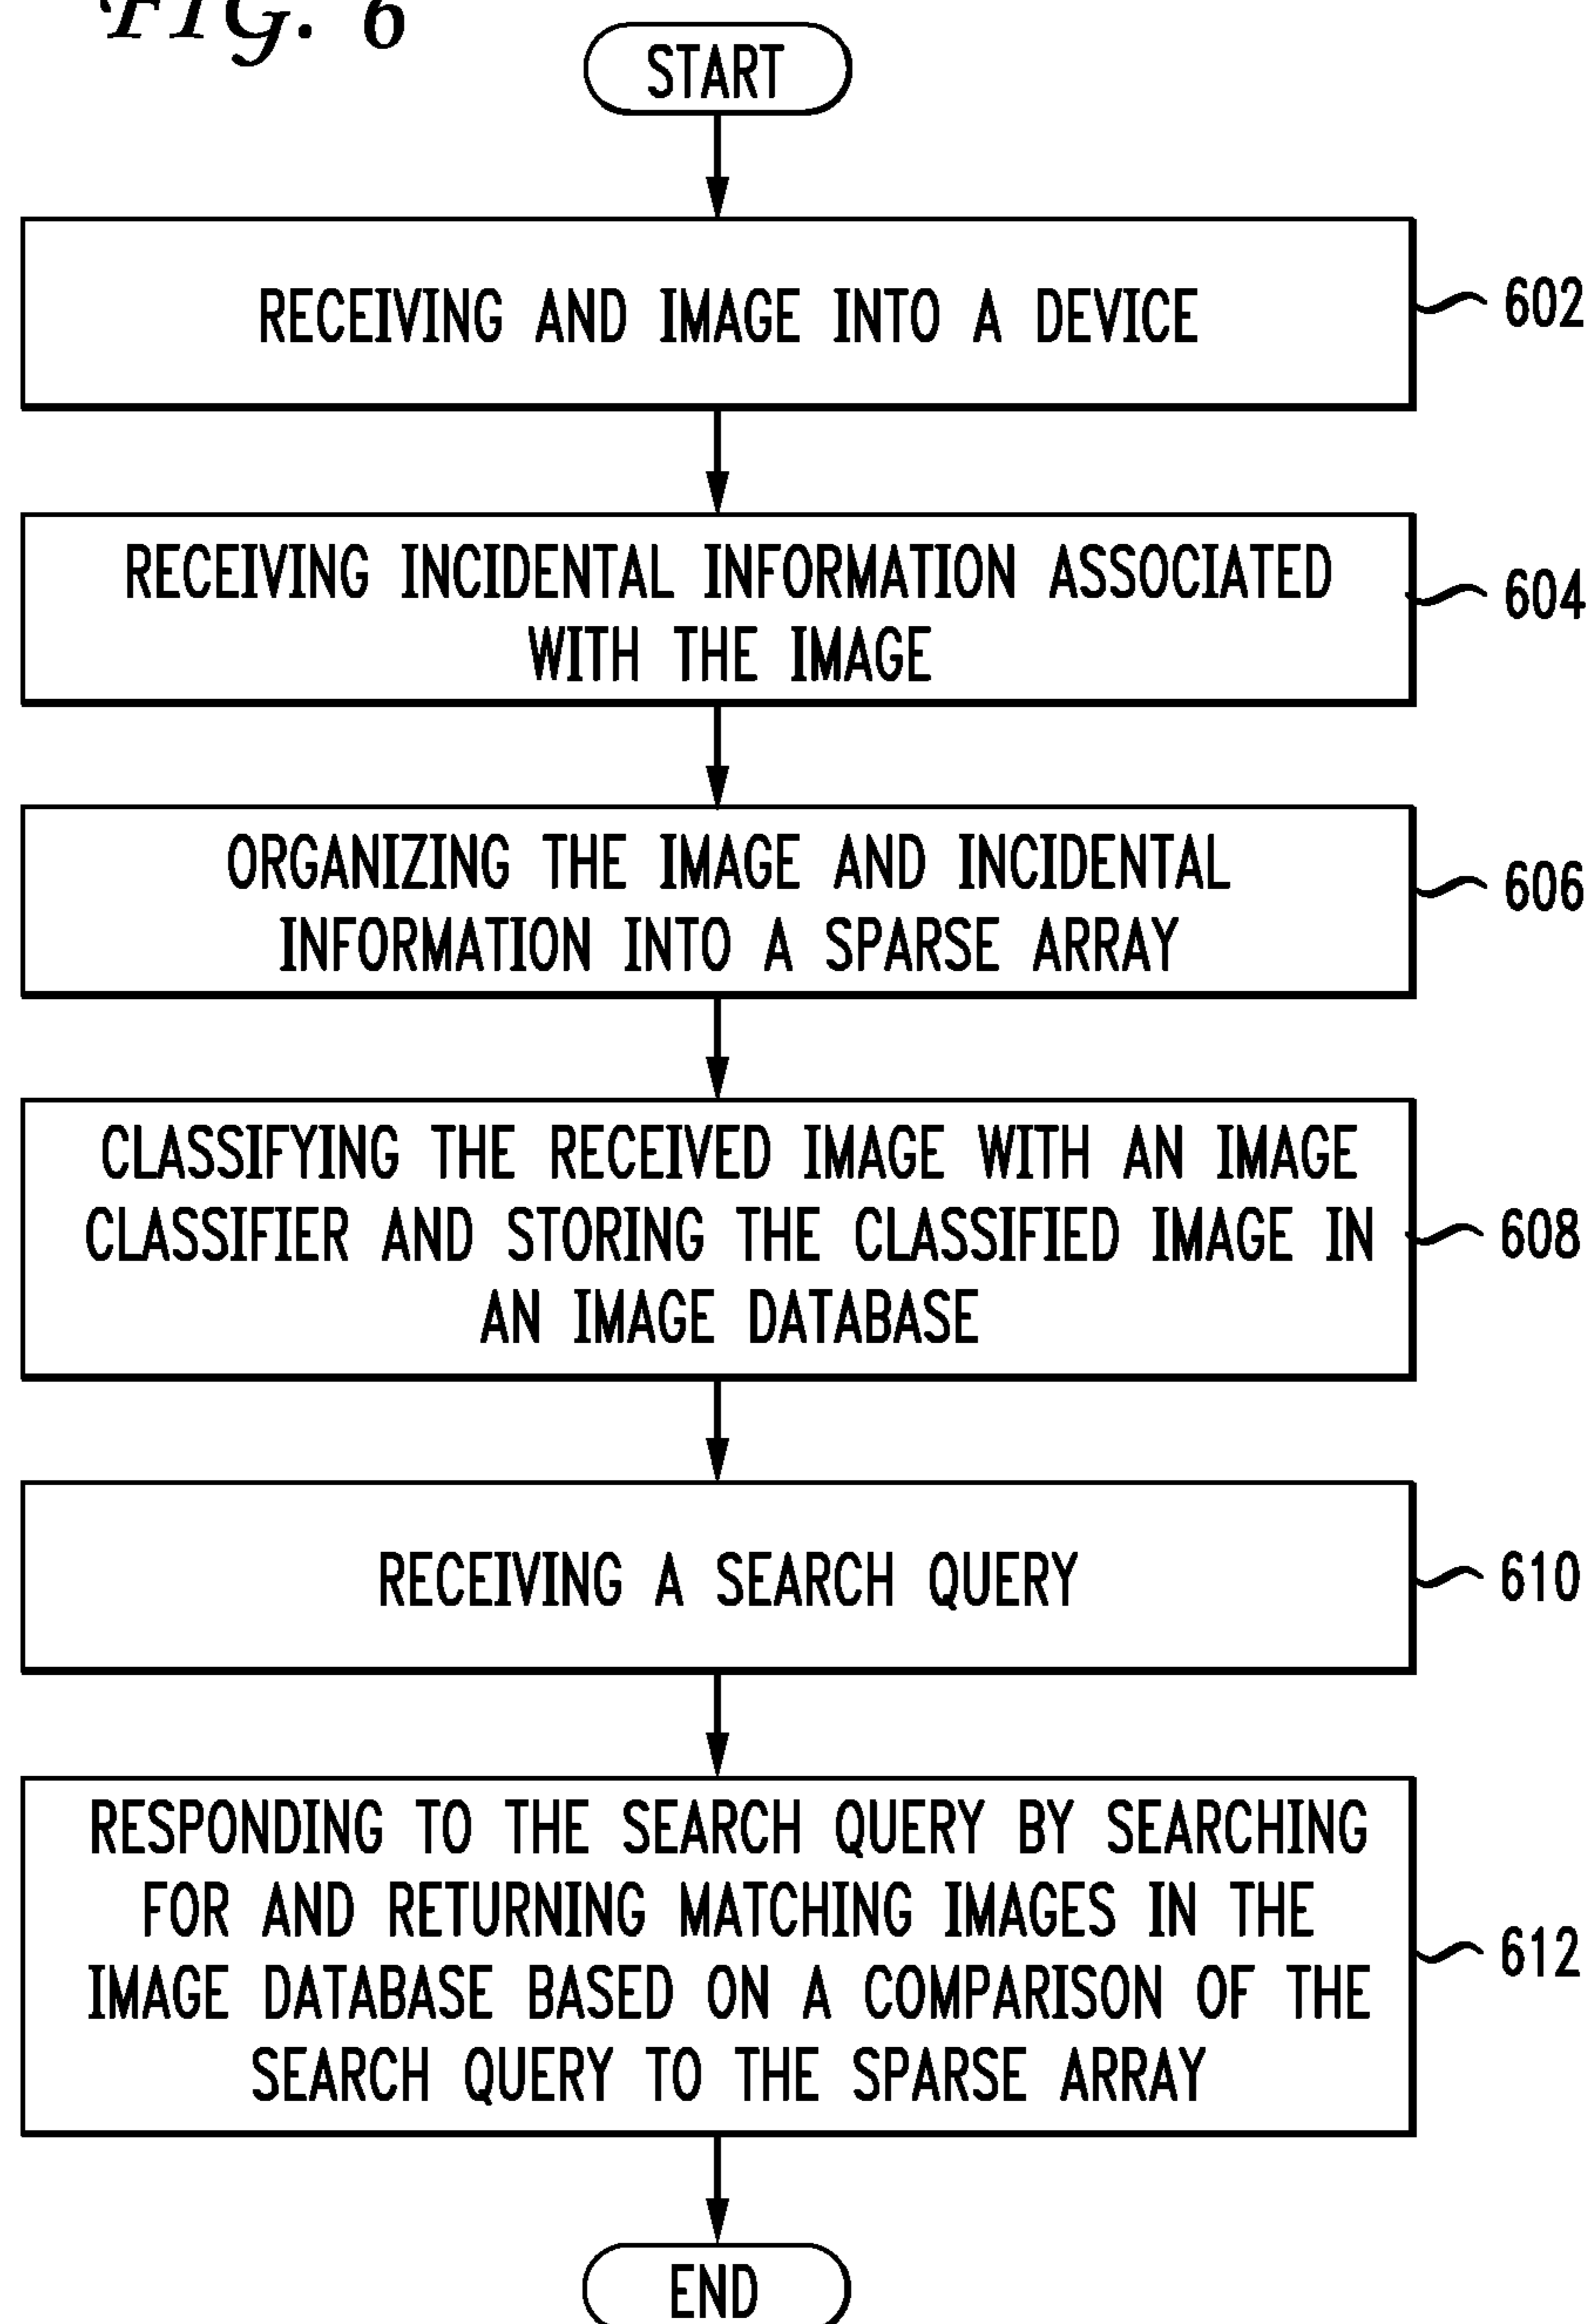 FIG. 6
START
RECEIVING AND IMAGE INTO A DEVICE
602
RECEIVING INCIDENTAL INFORMATION ASSOCIATED
WITH THE IMAGE
604
ORGANIZING THE IMAGE AND INCIDENTAL
INFORMATION INTO A SPARSE ARRAY
606
CLASSIFYING THE RECEIVED IMAGE WITH AN IMAGE
CLASSIFIER AND STORING THE CLASSIFIED IMAGE IN
AN IMAGE DATABASE
608
RECEIVING A SEARCH QUERY
610
RESPONDING TO THE SEARCH QUERY BY SEARCHING
FOR AND RETURNING MATCHING IMAGES IN THE
IMAGE DATABASE BASED ON A COMPARISON OF THE
SEARCH QUERY TO THE SPARSE ARRAY
612
END